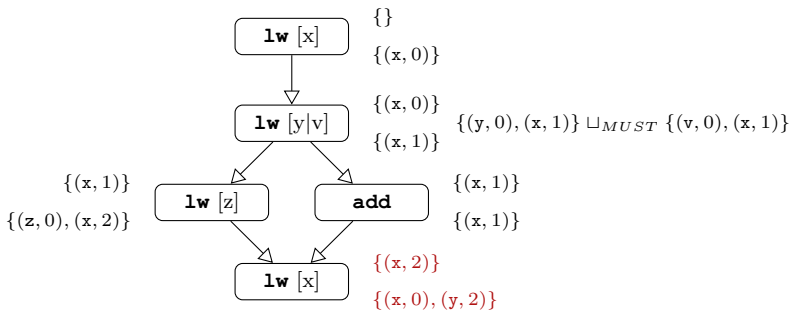 lw [x]
{}
{(x, 0)}
lw [y|v]
{(x, 0)}
{(x, 1)}
{(y, 0), (x, 1)} ⊔MUST {(v, 0), (x, 1)}
{(x, 1)}
{(z, 0), (x, 2)}
lw [z]
add
{(x, 1)}
{(x, 1)}
lw [x]
{(x, 2)}
{(x, 0), (y, 2)}